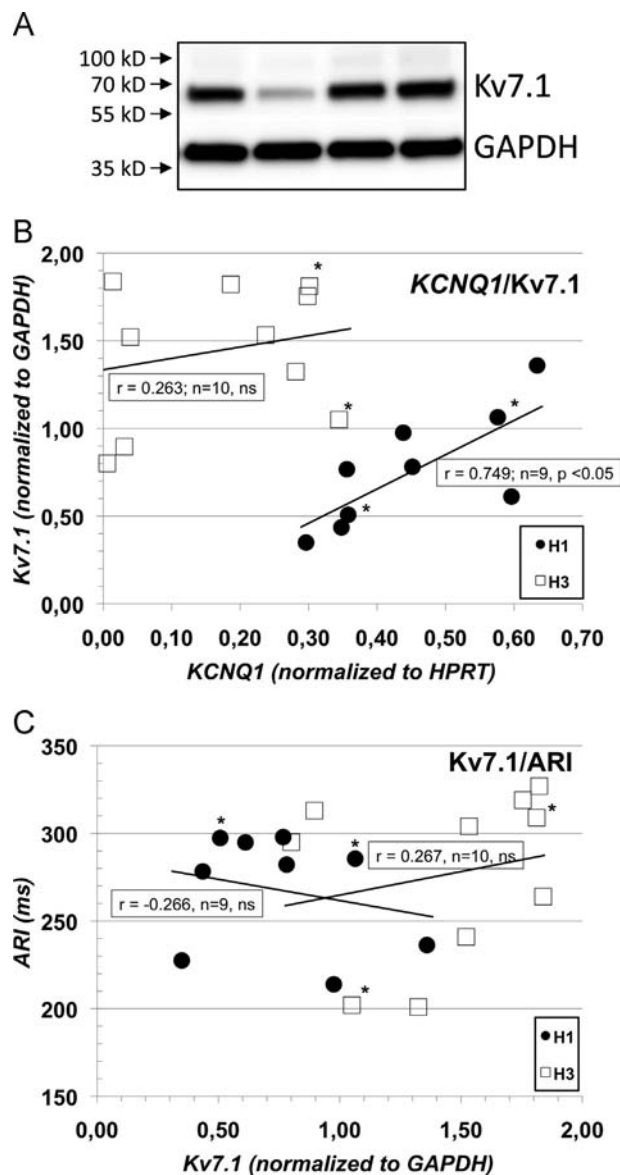 A
100 kD
70 kD
55 kD
35 kD
Kv7.1
GAPDH
B
KCNQ1/Kv7.1
Kv7.1 (normalized to GAPDH)
2,00
1,50
1,00
0,50
0,00
*
*
*
*
r = 0.263; n=10, ns
r = 0.749; n=9, p <0.05
H1
H3
0,00 0,10 0,20 0,30 0,40 0,50 0,60 0,70
KCNQ1 (normalized to HPRT)
C
Kv7.1/ARI
ARI (ms)
350
300
250
200
150
*
*
*
*
r = 0.267, n=10, ns
r = -0.266, n=9, ns
H1
H3
0,00 0,50 1,00 1,50 2,00
Kv7.1 (normalized to GAPDH)